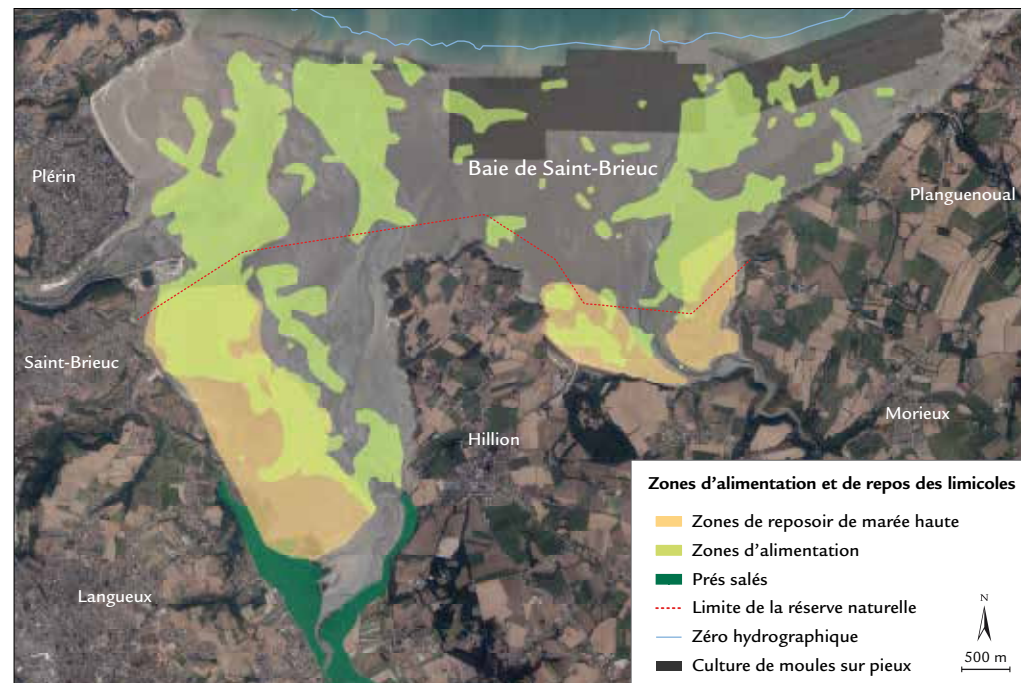 Baie de Saint-Brieuc
Plérin
Planguenoual
Saint-Brieuc
Morieux
Hillion
Langueux
Zones d'alimentation et de repos des limicoles
Zones de reposoir de marée haute
Zones d'alimentation
Prés salés
Limite de la réserve naturelle
Zéro hydrographique
Culture de moules sur pieux
N
500 m